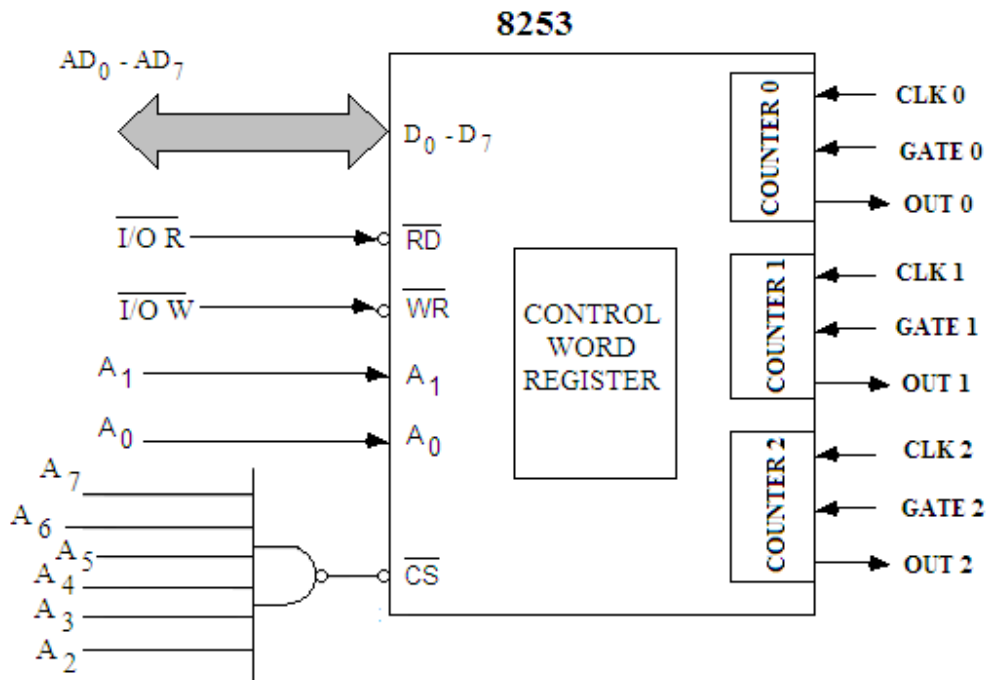 8253
AD0 - AD7
D0 - D7
I/O R
RD
I/O W
WR
A1
A1
A0
A0
A7
A6
A5
A4
A3
A2
CS
CONTROL
WORD
REGISTER
COUNTER 0
CLK 0
GATE 0
OUT 0
COUNTER 1
CLK 1
GATE 1
OUT 1
COUNTER 2
CLK 2
GATE 2
OUT 2